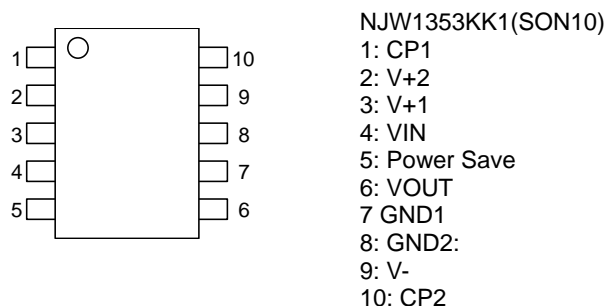 NJW1353KK1(SON10)
1: CP1
2: V+2
3: V+1
4: VIN
5: Power Save
6: VOUT
7 GND1
8: GND2:
9: V-
10: CP2
1 10
2 9
3 8
4 7
5 6